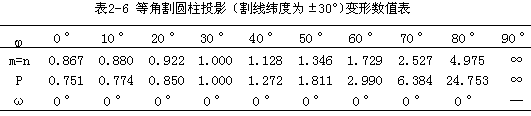 表2-6 等角割圆柱投影 (割线纬度为 ±30°)变形数值表
φ 0° 10° 20° 30° 40° 50° 60° 70° 80° 90°
m=n 0.867 0.880 0.922 1.000 1.128 1.346 1.729 2.527 4.975 ∞
P 0.751 0.774 0.850 1.000 1.272 1.811 2.990 6.384 24.753 ∞
ω 0° 0° 0° 0° 0° 0° 0° 0° 0° —